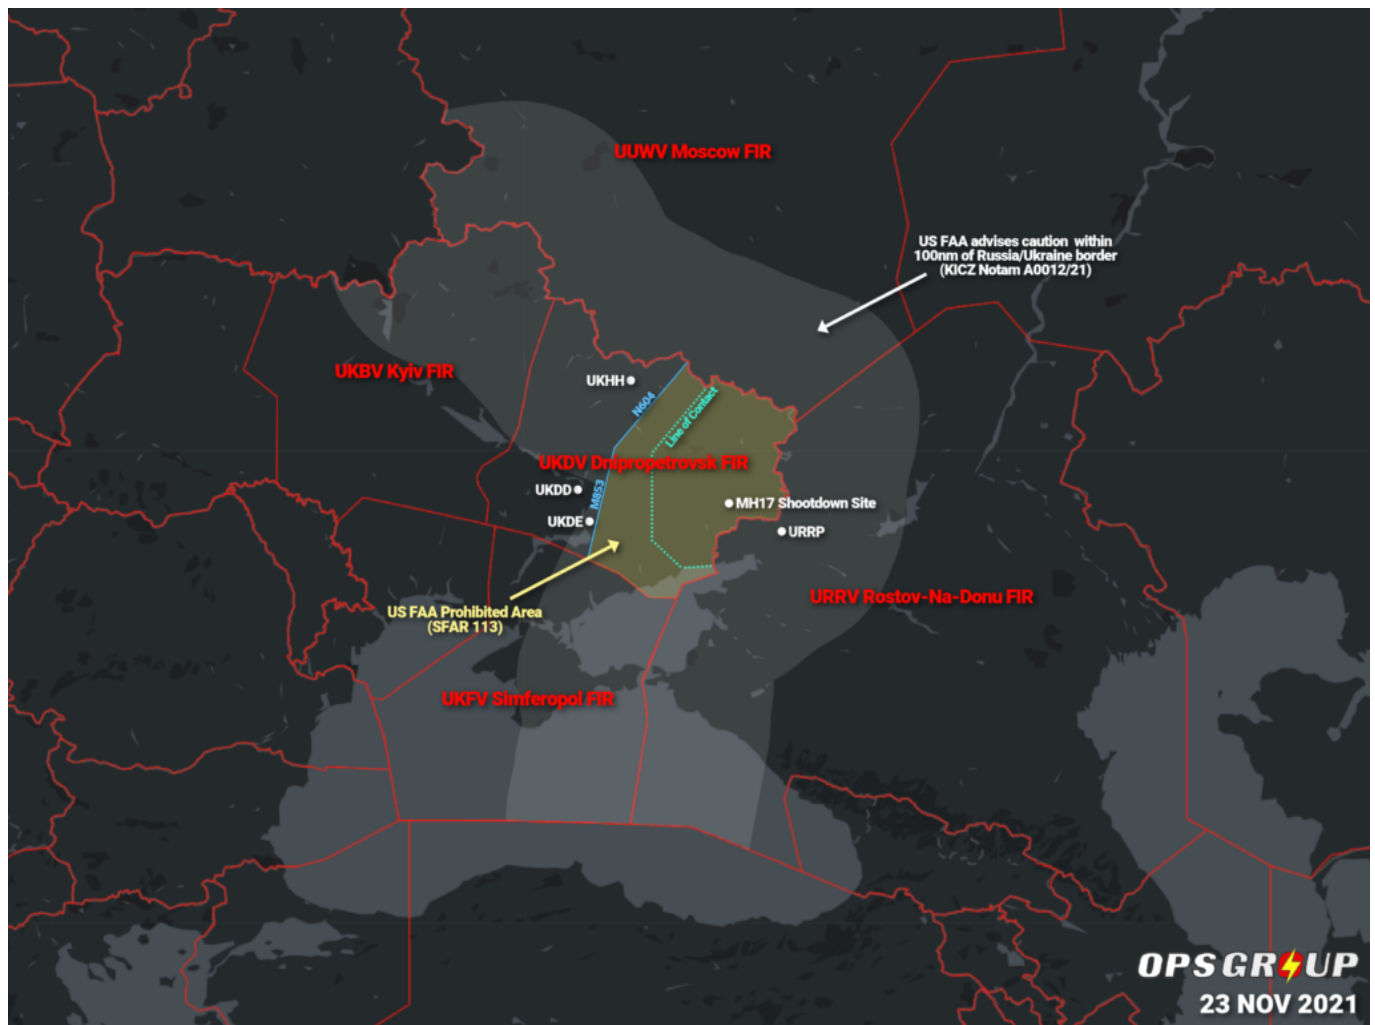 UUWV Moscow FIR
US FAA advises caution within
100nm of Russia/Ukraine border
(KICZ Notam A0012/21)
UKBV Kyiv FIR
UKHH
N604
Line of Contact
UKDV Dnipropetrovsk FIR
UKDD
M853
MH17 Shootdown Site
UKDE
URRP
US FAA Prohibited Area
(SFAR 113)
URRV Rostov-Na-Donu FIR
UKFV Simferopol FIR
OPSGROUP
23 NOV 2021